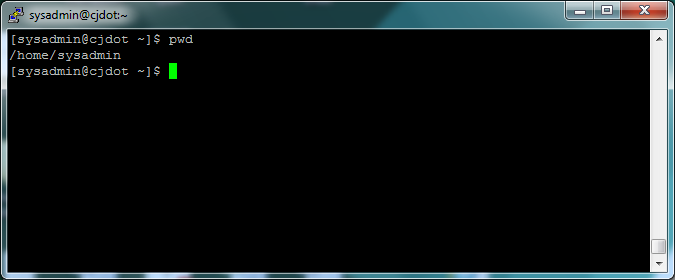 sysadmin@cjdot:~
[sysadmin@cjdot ~]$ pwd
/home/sysadmin
[sysadmin@cjdot ~]$